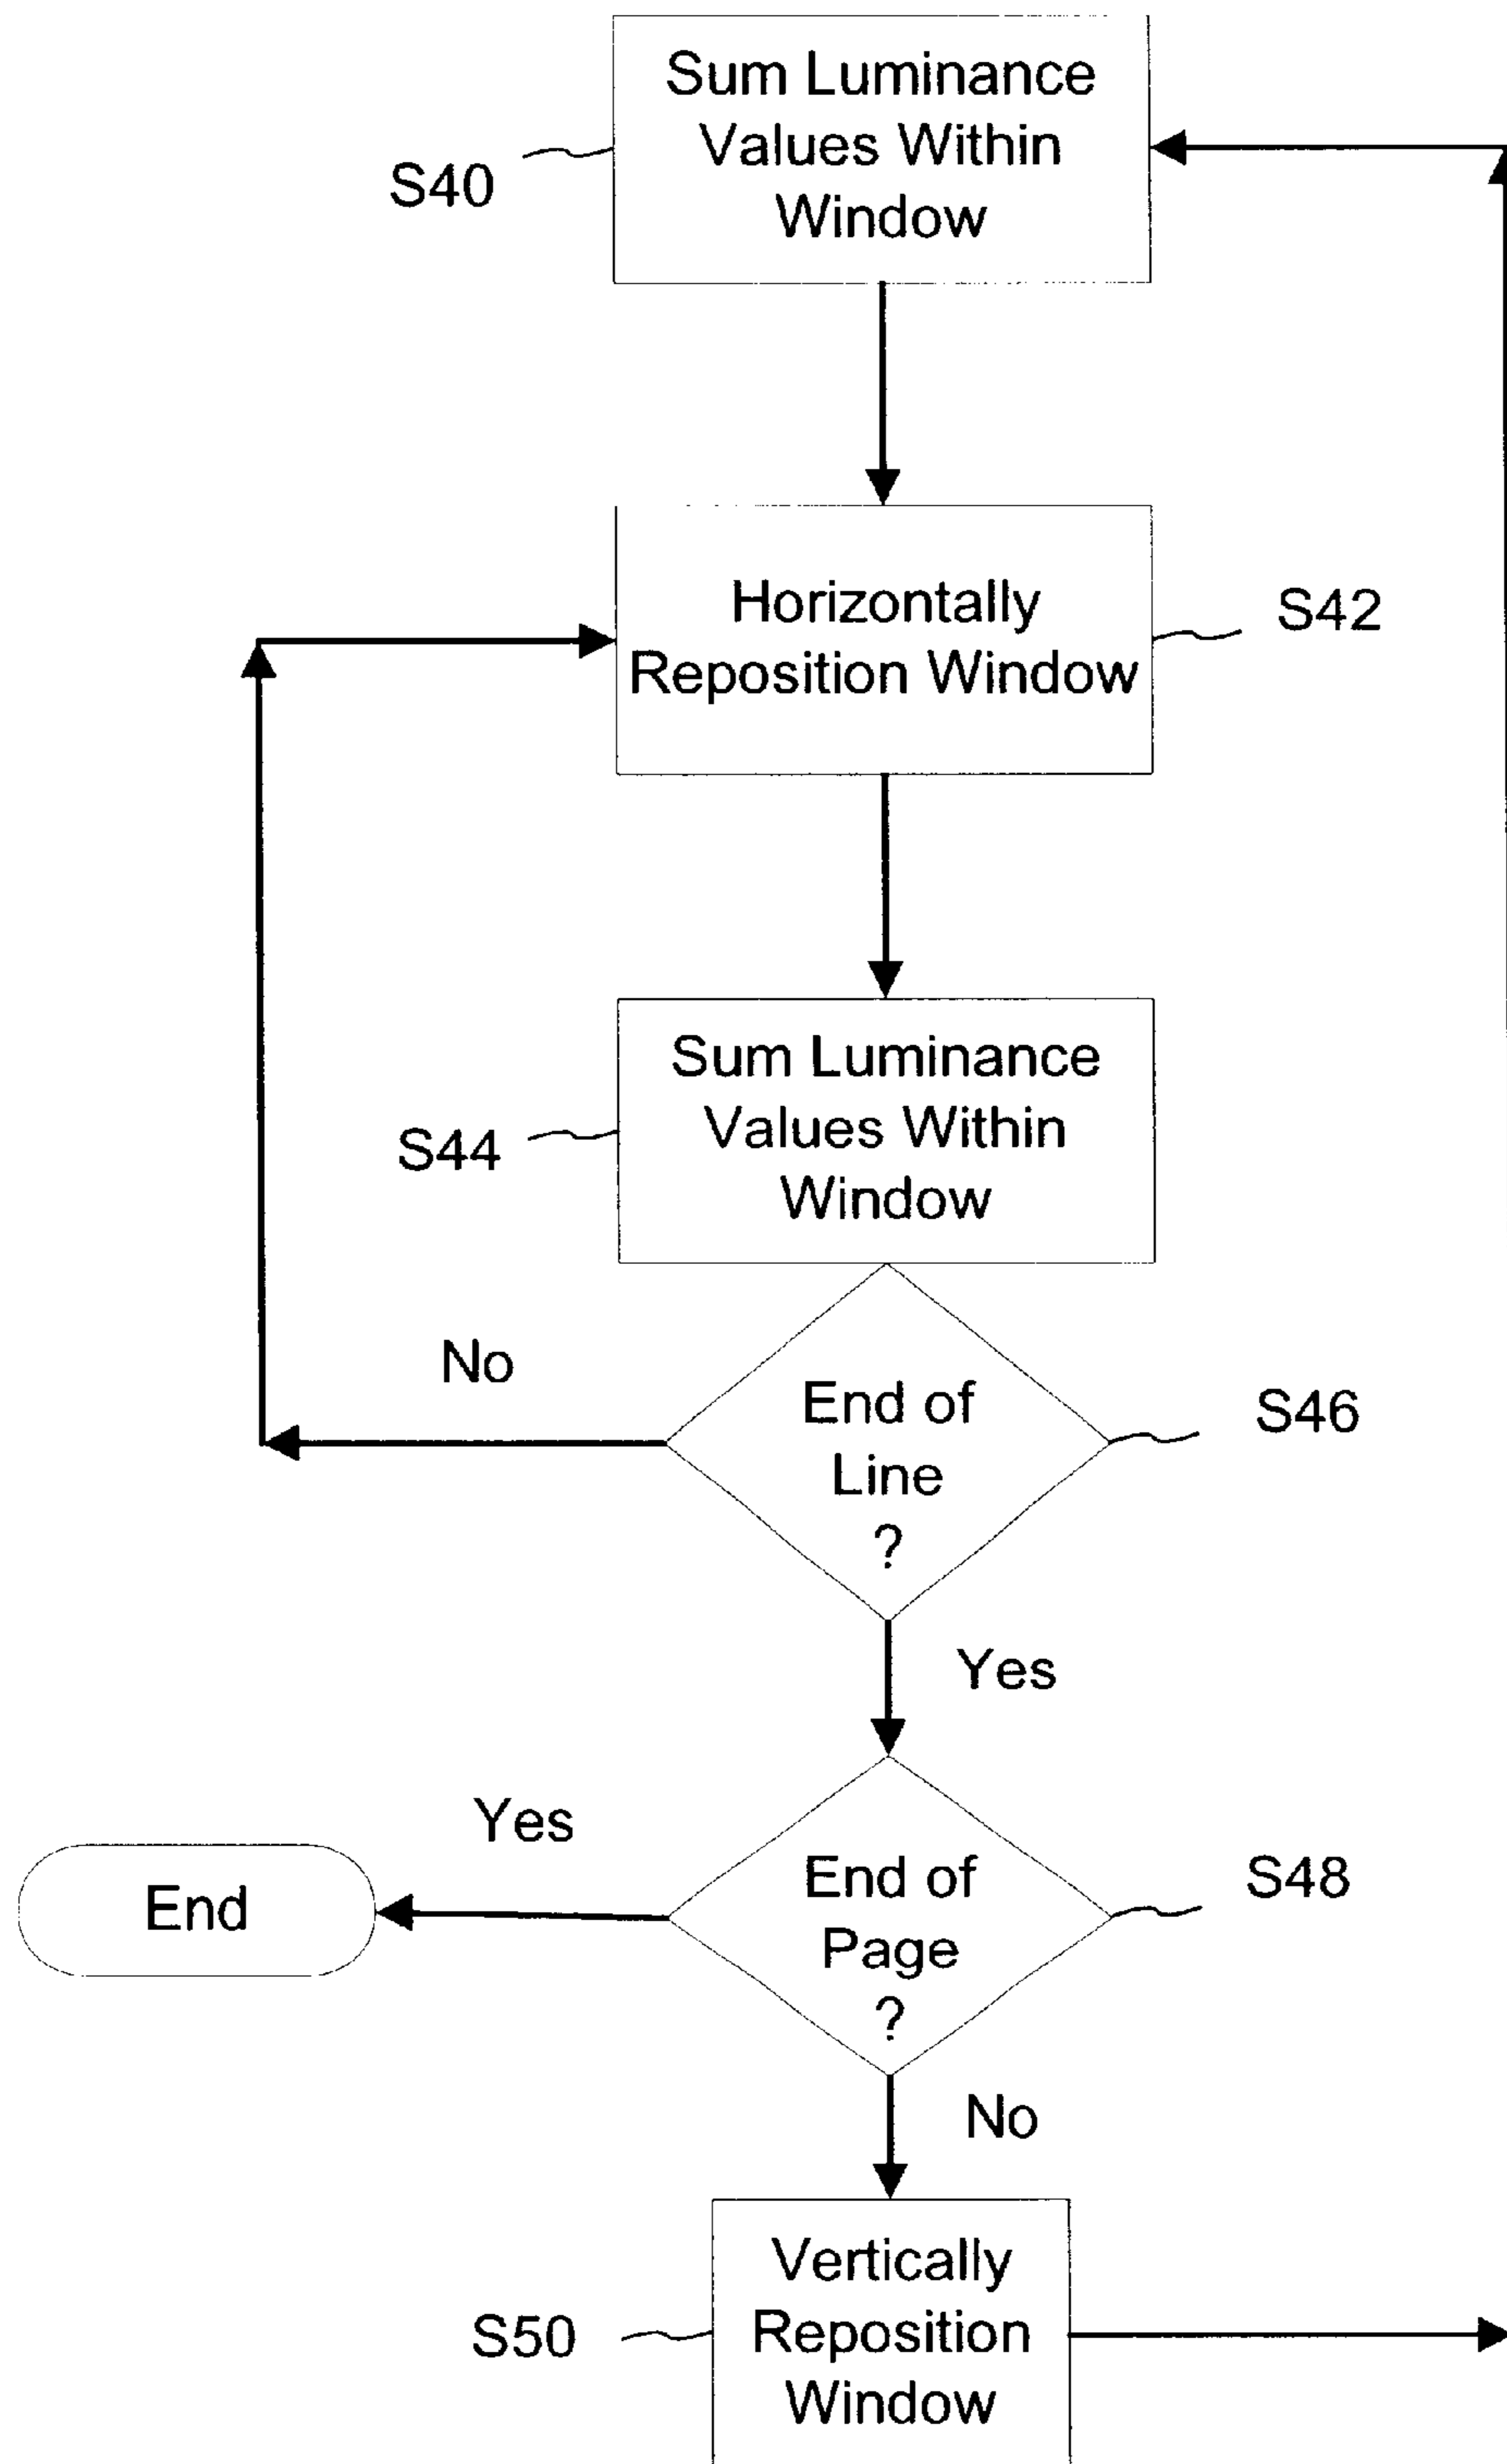 Sum Luminance
Values Within
Window
S40
Horizontally
Reposition Window
S42
Sum Luminance
Values Within
Window
S44
No
End of
Line
?
S46
Yes
Yes
End
End of
Page
?
S48
No
Vertically
Reposition
Window
S50